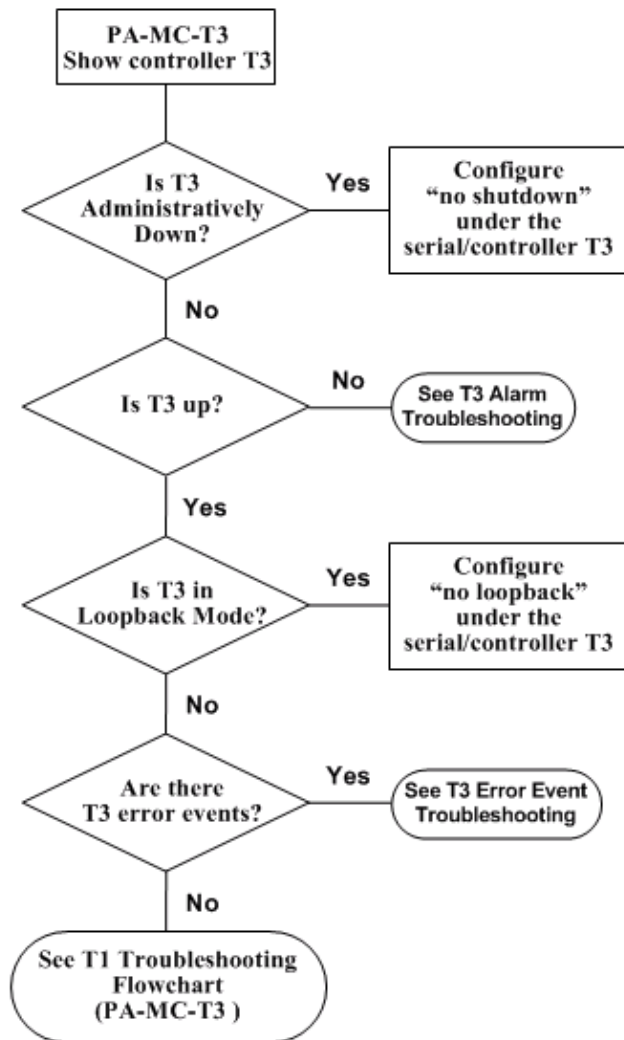 PA-MC-T3
Show controller T3
Is T3
Administratively
Down?
Yes
Configure
“no shutdown”
under the
serial/controller T3
No
Is T3 up?
No
See T3 Alarm
Troubleshooting
Yes
Is T3 in
Loopback Mode?
Yes
Configure
“no loopback”
under the
serial/controller T3
No
Are there
T3 error events?
Yes
See T3 Error Event
Troubleshooting
No
See T1 Troubleshooting
Flowchart
(PA-MC-T3 )